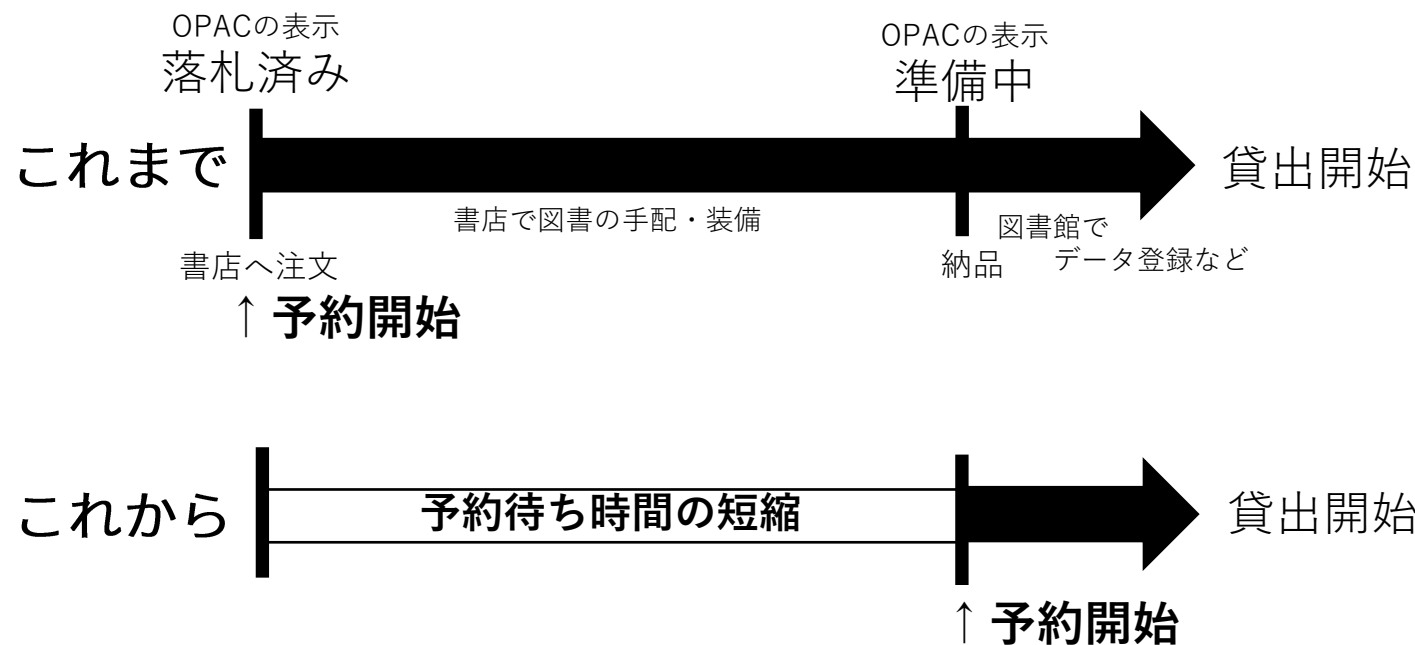 OPACの表示
落札済み
OPACの表示
準備中
これまで
貸出開始
書店で図書の手配・装備
図書館で
データ登録など
書店へ注文
納品
↑ 予約開始
これから
予約待ち時間の短縮
貸出開始
↑ 予約開始